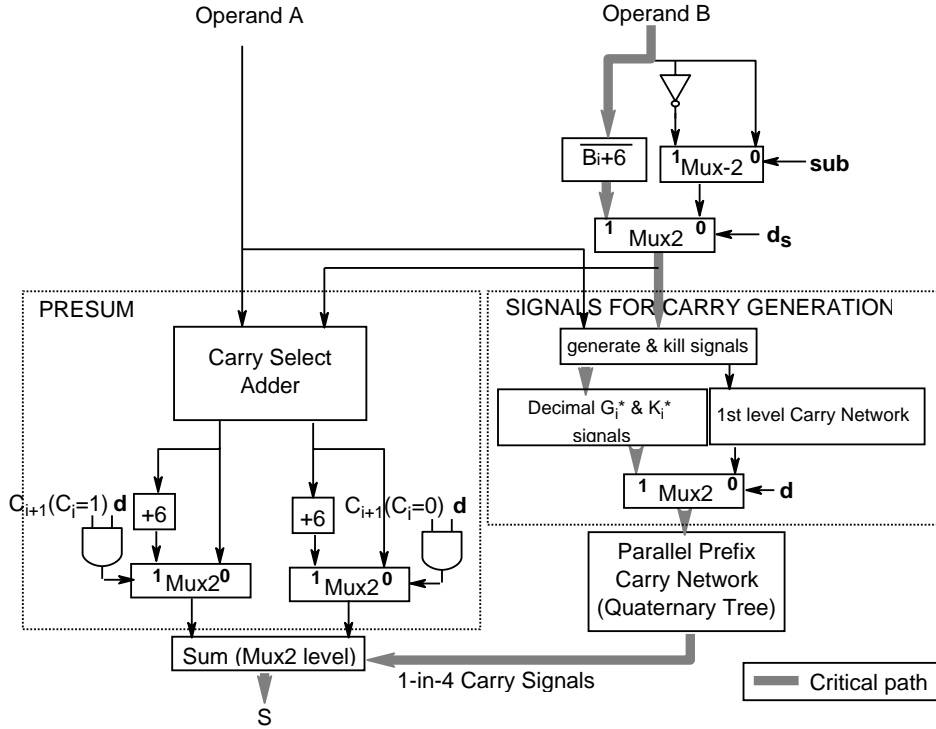 Operand A
Operand B
B̅i̅+̅6̅
1 0
Mux-2
sub
1 0
Mux2
ds
PRESUM
SIGNALS FOR CARRY GENERATION
Carry Select
Adder
generate & kill signals
Decimal Gi* & Ki*
signals
1st level Carry Network
1 0
Mux2
d
Ci+1(Ci=1) d
+6
+6
Ci+1(Ci=0) d
1 0
Mux2
1 0
Mux2
Parallel Prefix
Carry Network
(Quaternary Tree)
Sum (Mux2 level)
1-in-4 Carry Signals
Critical path
S